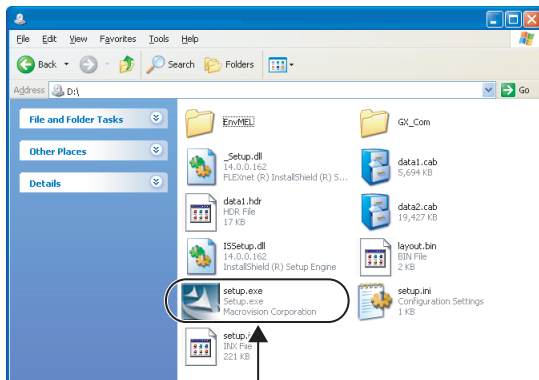 File Edit View Favorites Tools Help
Back Search Folders
Address D:\ Go
File and Folder Tasks
Other Places
Details
EnvMEL
GX_Com
_Setup.dll
14.0.0.162
FLEXnet (R) InstallShield (R) S...
data1.cab
5,694 KB
data1.hdr
HDR File
17 KB
data2.cab
19,427 KB
ISSetup.dll
14.0.0.162
InstallShield (R) Setup Engine
layout.bin
BIN File
2 KB
setup.exe
Setup.exe
Macrovision Corporation
setup.ini
Configuration Settings
1 KB
INX File
221 KB